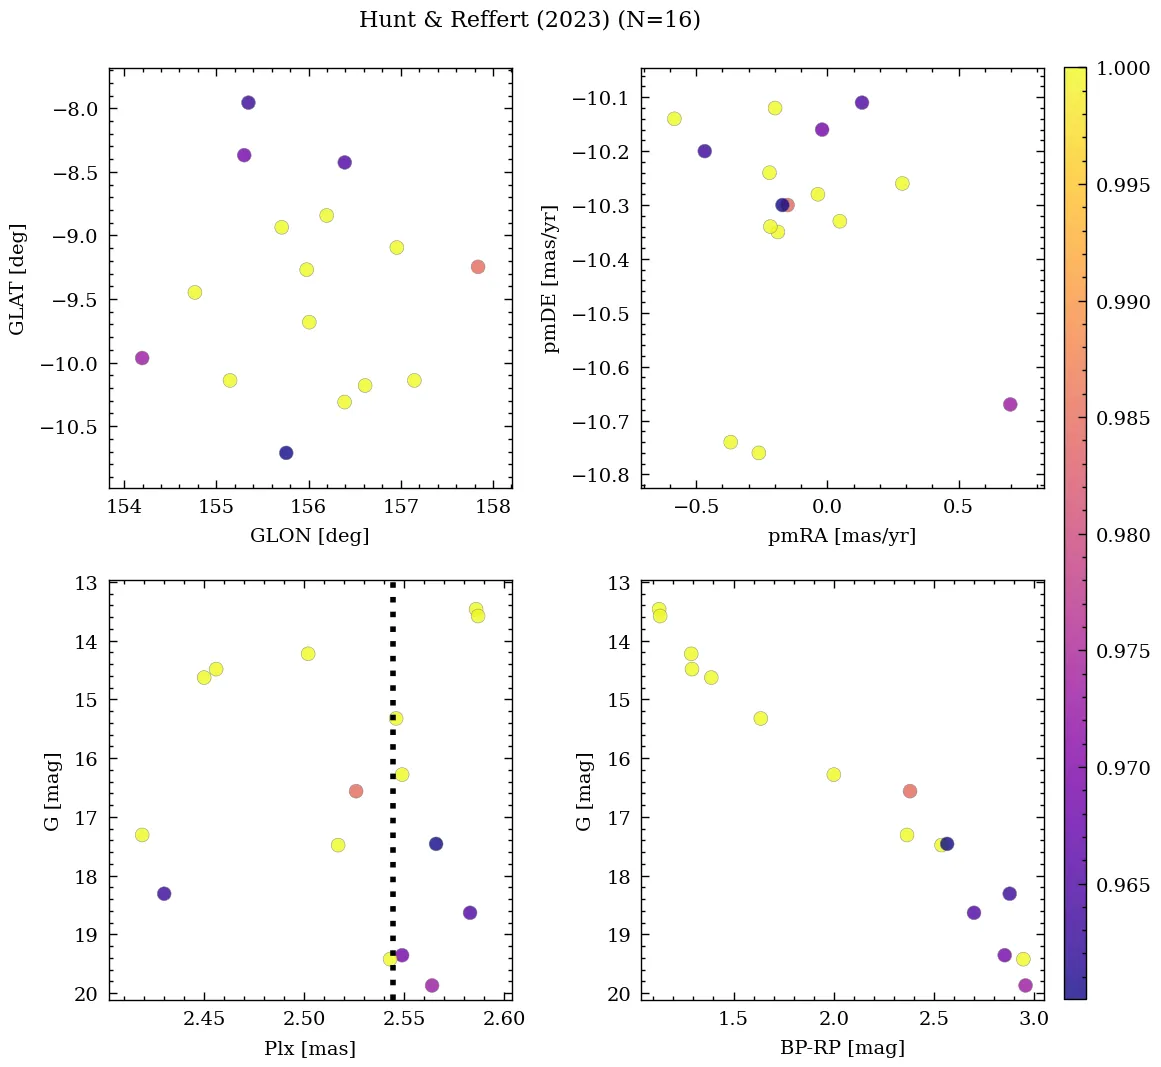 Hunt & Reffert (2023) (N=16)
−8.0
−8.5
−9.0
−9.5
−10.0
−10.5
GLAT [deg]
154 155 156 157 158
GLON [deg]
−10.1
−10.2
−10.3
−10.4
−10.5
−10.6
−10.7
−10.8
pmDE [mas/yr]
−0.5 0.0 0.5
pmRA [mas/yr]
13
14
15
16
17
18
19
20
G [mag]
2.45 2.50 2.55 2.60
Plx [mas]
13
14
15
16
17
18
19
20
G [mag]
1.5 2.0 2.5 3.0
BP-RP [mag]
1.000
0.995
0.990
0.985
0.980
0.975
0.970
0.965